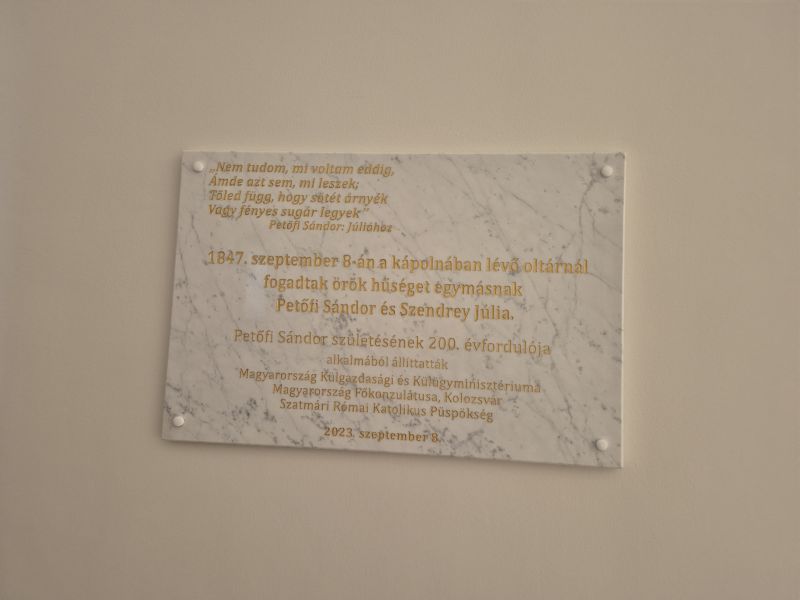 „Nem tudom, mi voltam eddig,
Ámde azt sem, mi leszek;
Tőled függ, hogy sötét árnyék
Vagy fényes sugár legyek"
Petőfi Sándor: Júliához
1847. szeptember 8-án a kápolnában lévő oltárnál
fogadtak örök hűséget egymásnak
Petőfi Sándor és Szendrey Júlia.
Petőfi Sándor születésének 200. évfordulója
alkalmából állíttatták
Magyarország Külgazdasági és Külügyminisztériuma
Magyarország Főkonzulátusa, Kolozsvár
Szatmári Római Katolikus Püspökség
2023. szeptember 8.